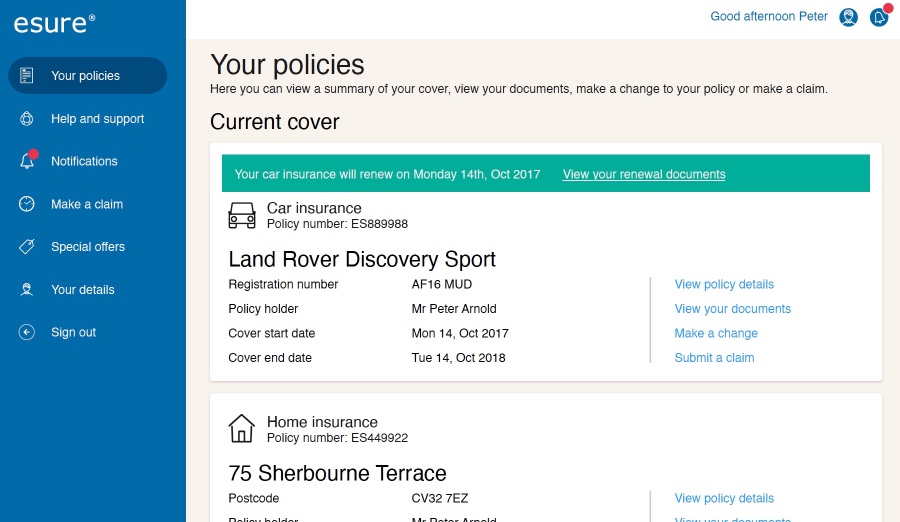 esure®
Good afternoon Peter
Your policies
Help and support
Notifications
Make a claim
Special offers
Your details
Sign out
Your policies
Here you can view a summary of your cover, view your documents, make a change to your policy or make a claim.
Current cover
Your car insurance will renew on Monday 14th, Oct 2017 View your renewal documents
Car insurance
Policy number: ES889988
Land Rover Discovery Sport
Registration number AF16 MUD View policy details
Policy holder Mr Peter Arnold View your documents
Cover start date Mon 14, Oct 2017 Make a change
Cover end date Tue 14, Oct 2018 Submit a claim
Home insurance
Policy number: ES449922
75 Sherbourne Terrace
Postcode CV32 7EZ View policy details
Policy holder Mr Peter Arnold View your documents